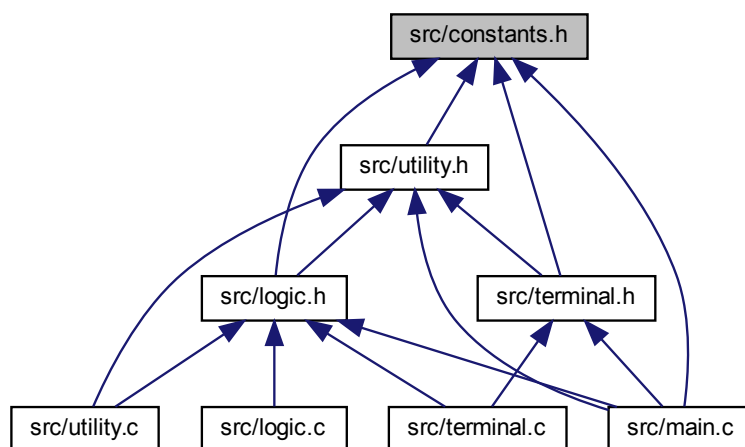 src/constants.h
src/utility.h
src/logic.h
src/terminal.h
src/utility.c
src/logic.c
src/terminal.c
src/main.c